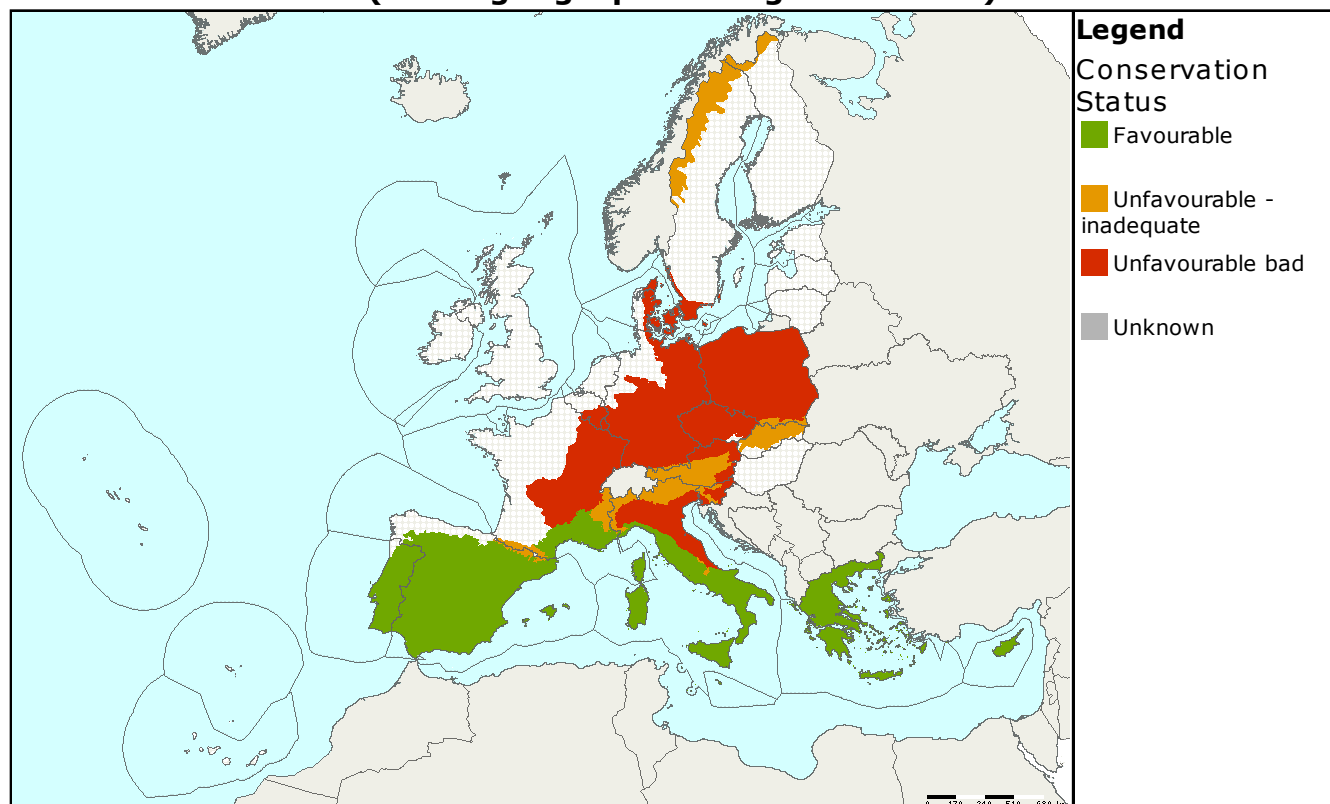 Legend
Conservation
Status
Favourable
Unfavourable -
inadequate
Unfavourable bad
Unknown